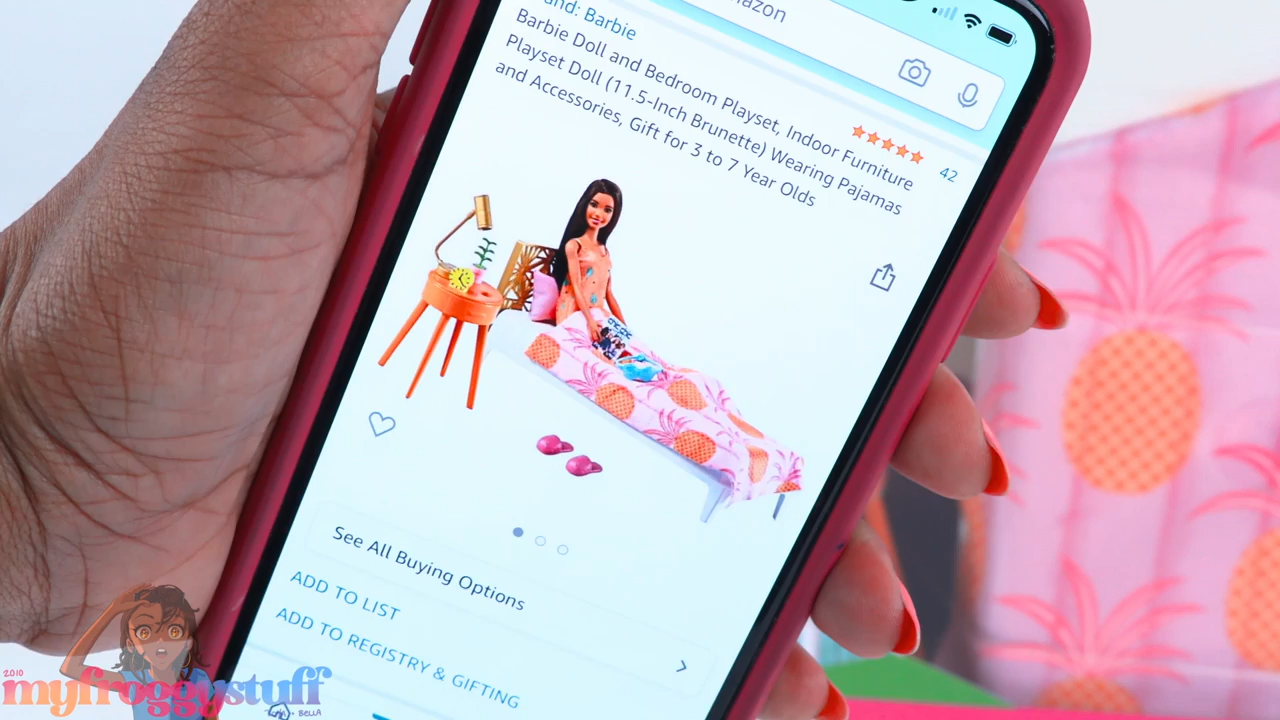 and: Barbie
Barbie Doll and Bedroom Playset, Indoor Furniture
Playset Doll (11.5-Inch Brunette) Wearing Pajamas
and Accessories, Gift for 3 to 7 Year Olds
42
See All Buying Options
ADD TO LIST
ADD TO REGISTRY & GIFTING
2010
myfroggystuff